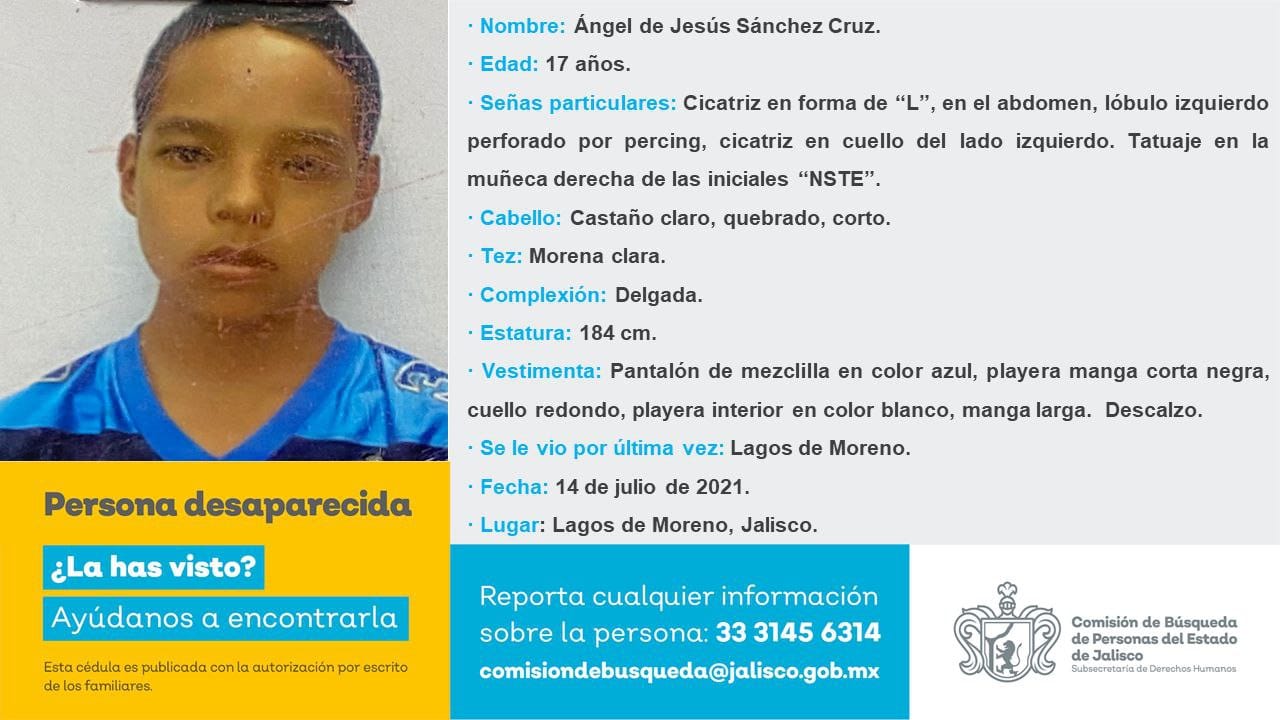 · Nombre: Ángel de Jesús Sánchez Cruz.
· Edad: 17 años.
· Señas particulares: Cicatriz en forma de “L”, en el abdomen, lóbulo izquierdo
perforado por percing, cicatriz en cuello del lado izquierdo. Tatuaje en la
muñeca derecha de las iniciales “NSTE”.
· Cabello: Castaño claro, quebrado, corto.
· Tez: Morena clara.
· Complexión: Delgada.
· Estatura: 184 cm.
· Vestimenta: Pantalón de mezclilla en color azul, playera manga corta negra,
cuello redondo, playera interior en color blanco, manga larga. Descalzo.
· Se le vio por última vez: Lagos de Moreno.
· Fecha: 14 de julio de 2021.
· Lugar: Lagos de Moreno, Jalisco.
Persona desaparecida
¿La has visto?
Ayúdanos a encontrarla
Esta cédula es publicada con la autorización por escrito
de los familiares.
Reporta cualquier información
sobre la persona: 33 3145 6314
comisiondebusqueda@jalisco.gob.mx
Comisión de Búsqueda
de Personas del Estado
de Jalisco
Subsecretaría de Derechos Humanos